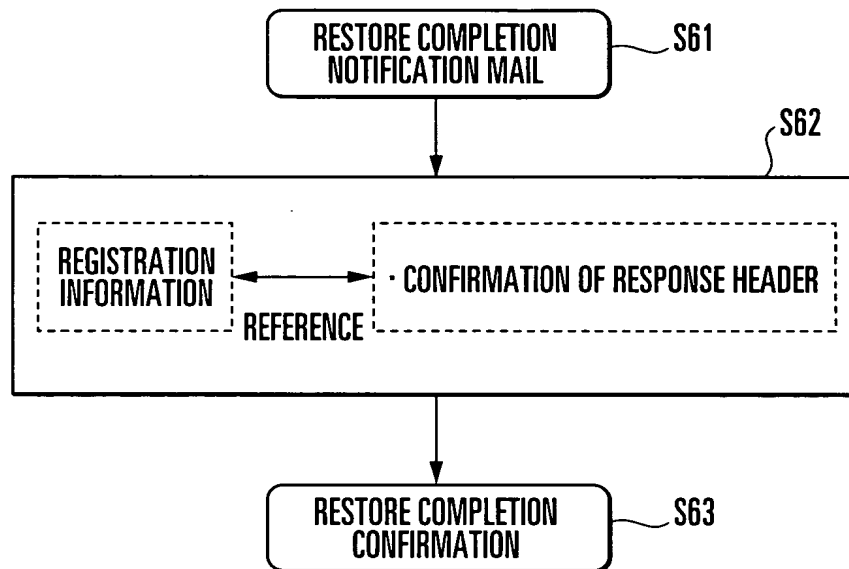 RESTORE COMPLETION
NOTIFICATION MAIL
S61
S62
REGISTRATION
INFORMATION
REFERENCE
· CONFIRMATION OF RESPONSE HEADER
RESTORE COMPLETION
CONFIRMATION
S63